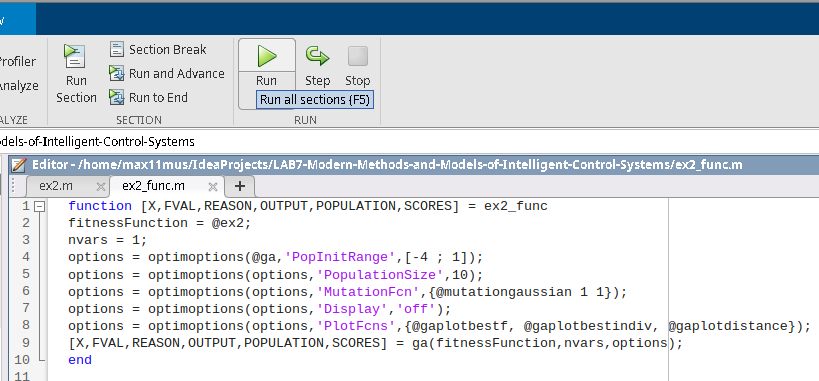 rofiler
nalyze
ALYZE
Run
Section
Section Break
Run and Advance
Run to End
SECTION
Run
Step
Stop
Run all sections (F5)
RUN
dels-of-Intelligent-Control-Systems
Editor - /home/max11mus/IdeaProjects/LAB7-Modern-Methods-and-Models-of-Intelligent-Control-Systems/ex2_func.m
ex2.m
ex2_func.m
1 function [X,FVAL,REASON,OUTPUT,POPULATION,SCORES] = ex2_func
2 fitnessFunction = @ex2;
3 nvars = 1;
4 options = optimoptions(@ga,'PopInitRange',[-4 ; 1]);
5 options = optimoptions(options,'PopulationSize',10);
6 options = optimoptions(options,'MutationFcn',{@mutationgaussian 1 1});
7 options = optimoptions(options,'Display','off');
8 options = optimoptions(options,'PlotFcns',{@gaplotbestf, @gaplotbestindiv, @gaplotdistance});
9 [X,FVAL,REASON,OUTPUT,POPULATION,SCORES] = ga(fitnessFunction,nvars,options);
10 end
11